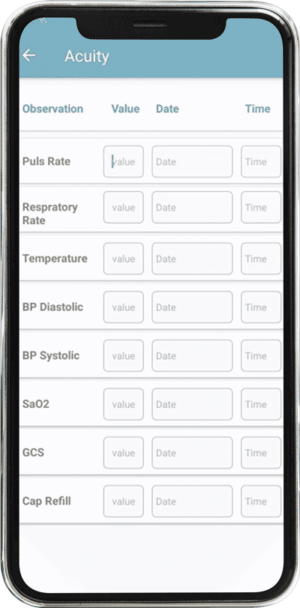 Acuity
Observation Value Date Time
Puls Rate value Date Time
Respratory
Rate value Date Time
Temperature value Date Time
BP Diastolic value Date Time
BP Systolic value Date Time
SaO2 value Date Time
GCS value Date Time
Cap Refill value Date Time